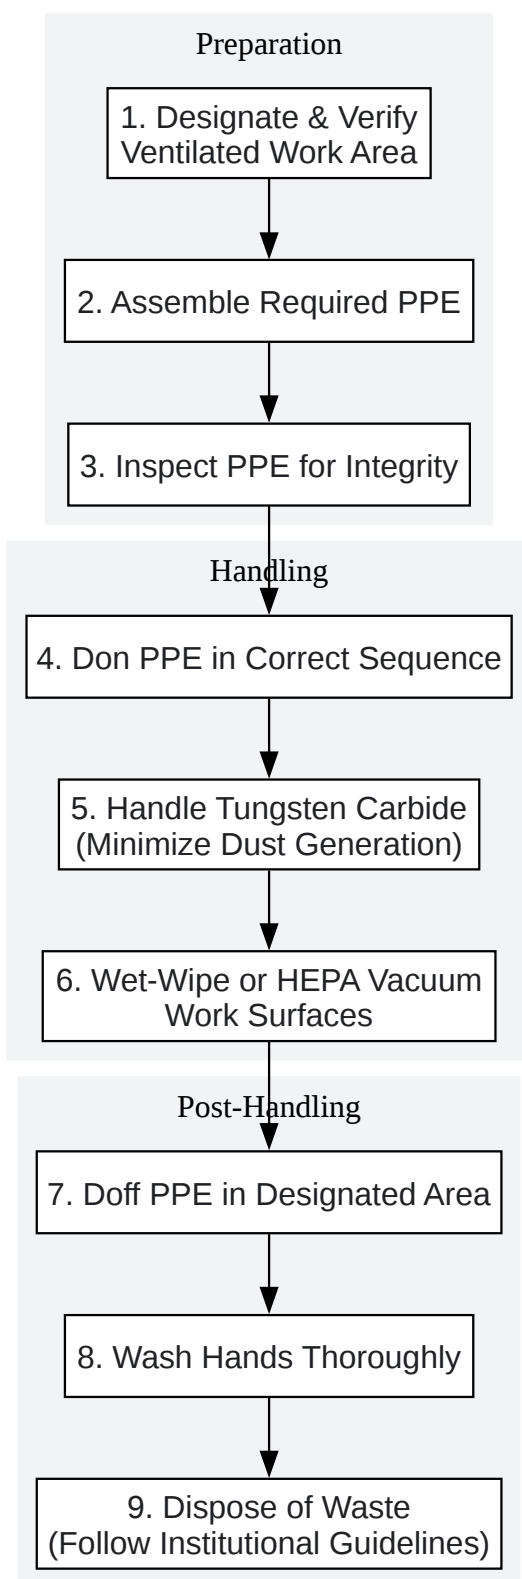 Preparation
1. Designate & Verify
Ventilated Work Area
2. Assemble Required PPE
3. Inspect PPE for Integrity
Handling
4. Don PPE in Correct Sequence
5. Handle Tungsten Carbide
(Minimize Dust Generation)
6. Wet-Wipe or HEPA Vacuum
Work Surfaces
Post-Handling
7. Doff PPE in Designated Area
8. Wash Hands Thoroughly
9. Dispose of Waste
(Follow Institutional Guidelines)